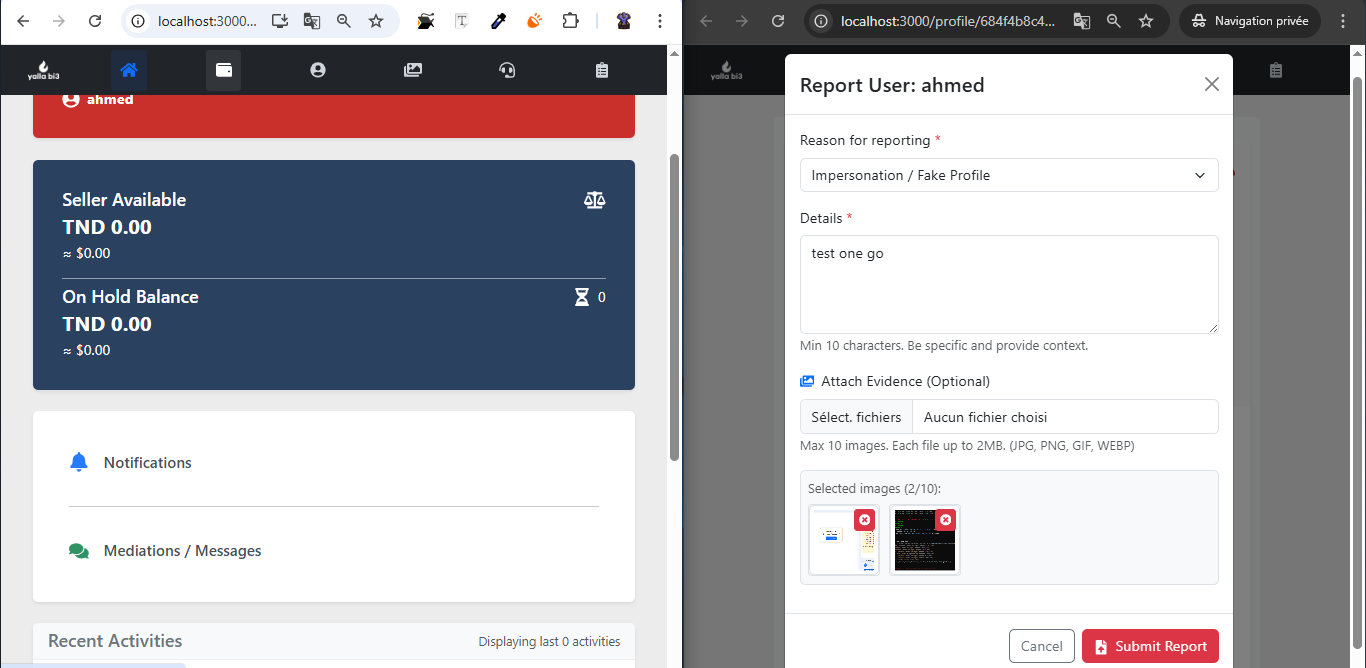 localhost:3000...
yalla bi3
ahmed
Seller Available
TND 0.00
≈ $0.00
On Hold Balance
0
TND 0.00
≈ $0.00
Notifications
Mediations / Messages
Recent Activities
Displaying last 0 activities
localhost:3000/profile/684f4b8c4...
Navigation privée
yalla bi3
Report User: ahmed
Reason for reporting *
Impersonation / Fake Profile
Details *
test one go
Min 10 characters. Be specific and provide context.
Attach Evidence (Optional)
Sélect. fichiers
Aucun fichier choisi
Max 10 images. Each file up to 2MB. (JPG, PNG, GIF, WEBP)
Selected images (2/10):
Cancel
Submit Report